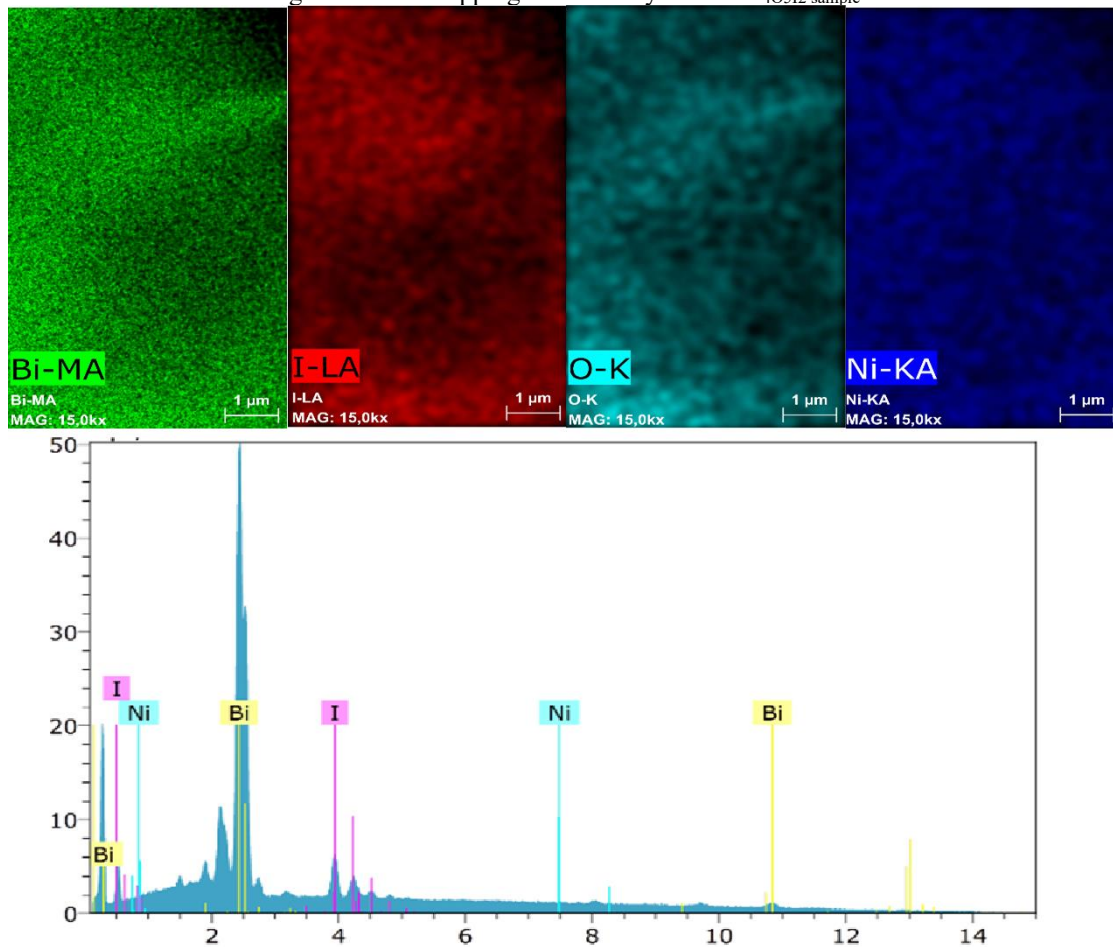 4O5I2 sample
Bi-MA
Bi-MA
MAG: 15,0kx
1 µm
I-LA
I-LA
MAG: 15,0kx
1 µm
O-K
O-K
MAG: 15,0kx
1 µm
Ni-KA
Ni-KA
MAG: 15,0kx
1 µm
50
40
30
20
10
0
I
Ni
Bi
I
Ni
Bi
Bi
2
4
6
8
10
12
14